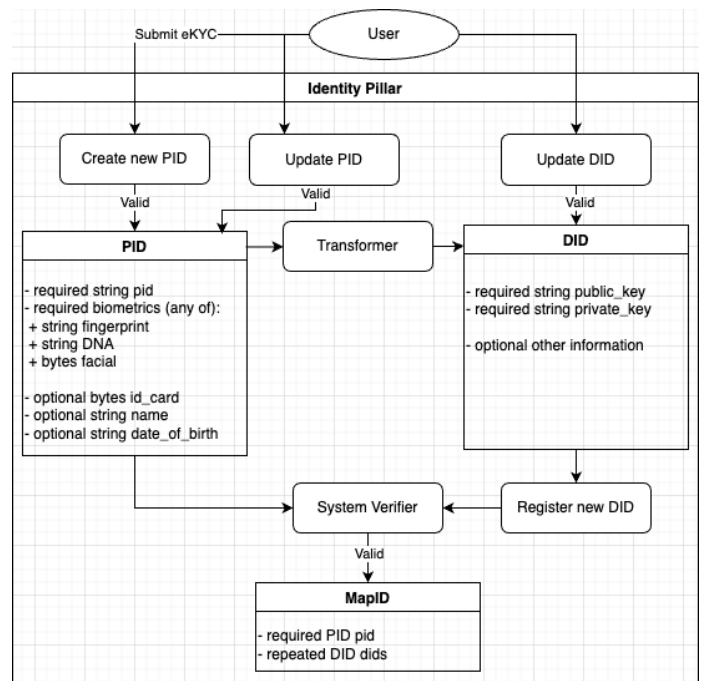 User
Submit eKYC
Identity Pillar
Create new PID
Update PID
Update DID
Valid
Valid
Valid
PID
- required string pid
- required biometrics (any of):
+ string fingerprint
+ string DNA
+ bytes facial
- optional bytes id_card
- optional string name
- optional string date_of_birth
Transformer
DID
- required string public_key
- required string private_key
- optional other information
System Verifier
Register new DID
Valid
MapID
- required PID pid
- repeated DID dids